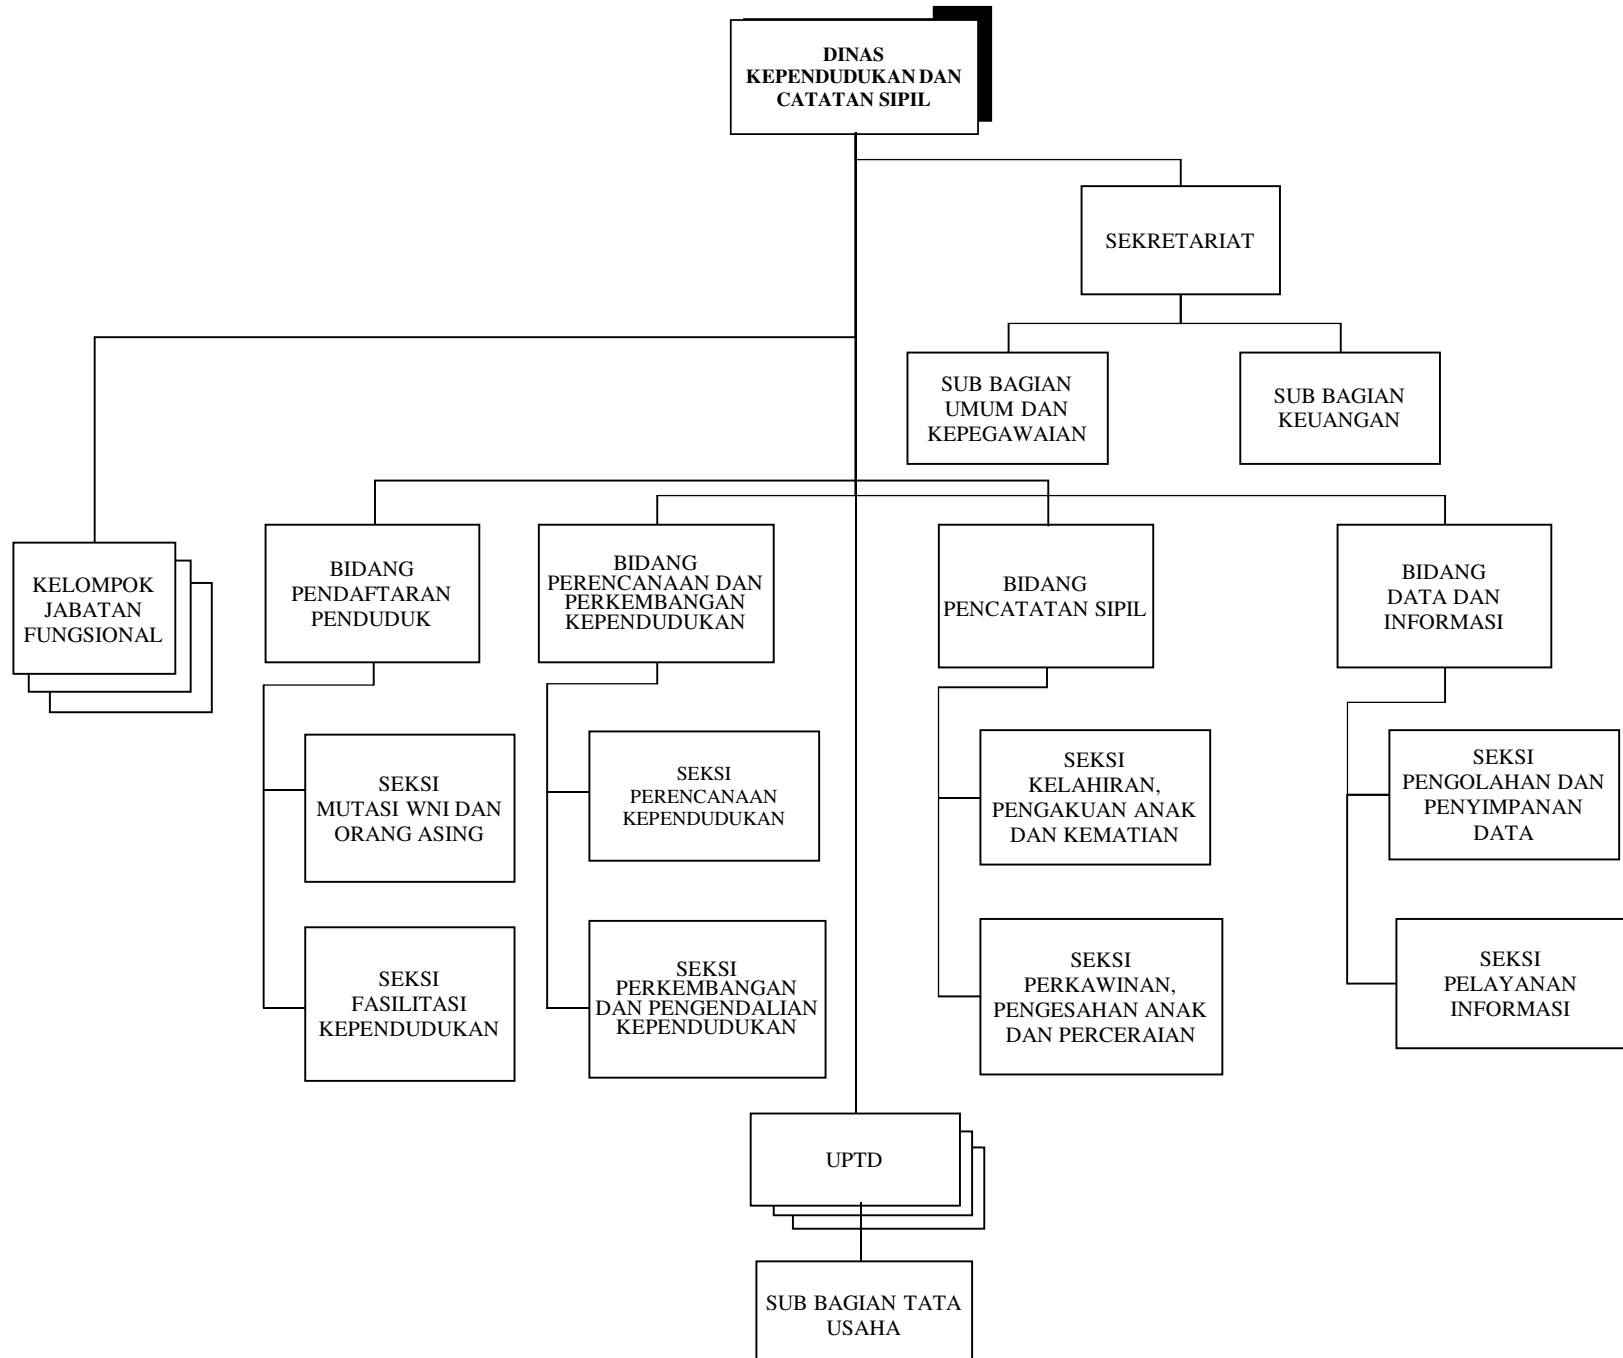 DINAS
KEPENDUDUKAN DAN
CATATAN SIPIL
SEKRETARIAT
SUB BAGIAN
UMUM DAN
KEPEGAWAIAN
SUB BAGIAN
KEUANGAN
KELOMPOK
JABATAN
FUNGSIONAL
BIDANG
PENDAFTARAN
PENDUDUK
BIDANG
PERENCANAAN DAN
PERKEMBANGAN
KEPENDUDUKAN
BIDANG
PENCATATAN SIPIL
BIDANG
DATA DAN
INFORMASI
SEKSI
MUTASI WNI DAN
ORANG ASING
SEKSI
PERENCANAAN
KEPENDUDUKAN
SEKSI
KELAHIRAN,
PENGAKUAN ANAK
DAN KEMATIAN
SEKSI
PENGOLAHAN DAN
PENYIMPANAN
DATA
SEKSI
FASILITASI
KEPENDUDUKAN
SEKSI
PERKEMBANGAN
DAN PENGENDALIAN
KEPENDUDUKAN
SEKSI
PERKAWINAN,
PENGESAHAN ANAK
DAN PERCERAIAN
SEKSI
PELAYANAN
INFORMASI
UPTD
SUB BAGIAN TATA
USAHA